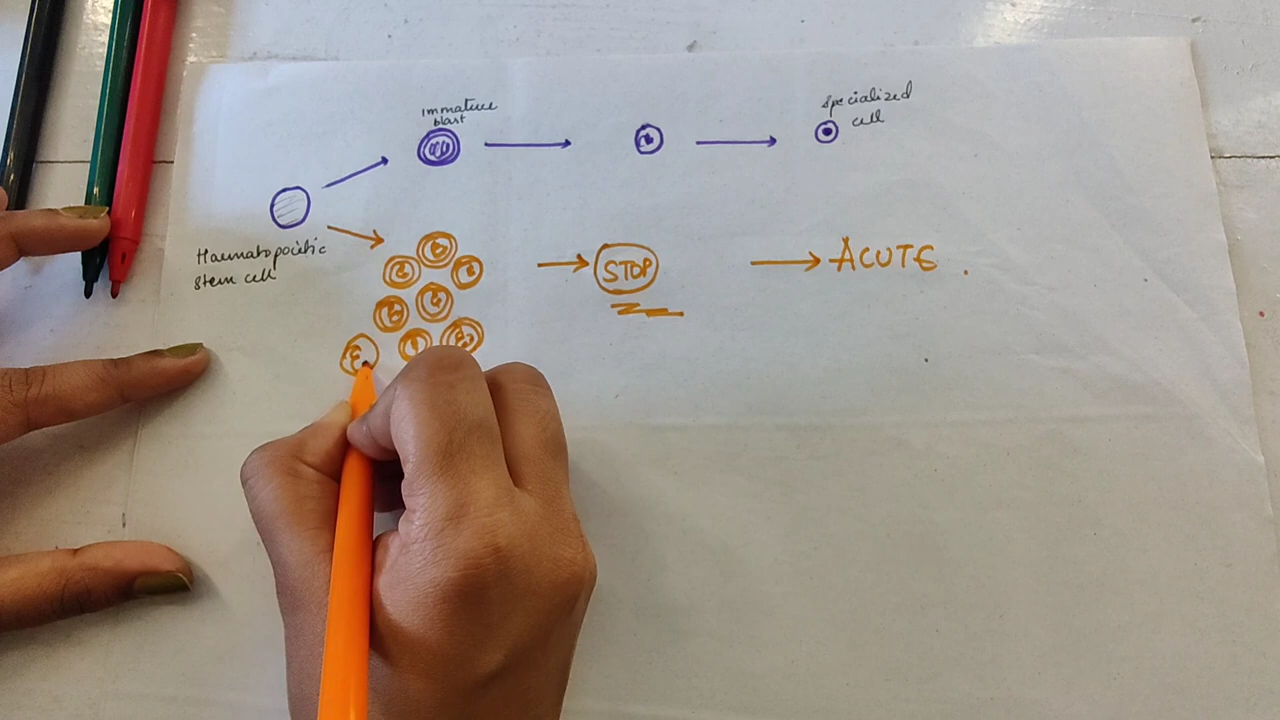 immature
blast
specialized
cell
Haematopoietic
stem cell
STOP
ACUTE.